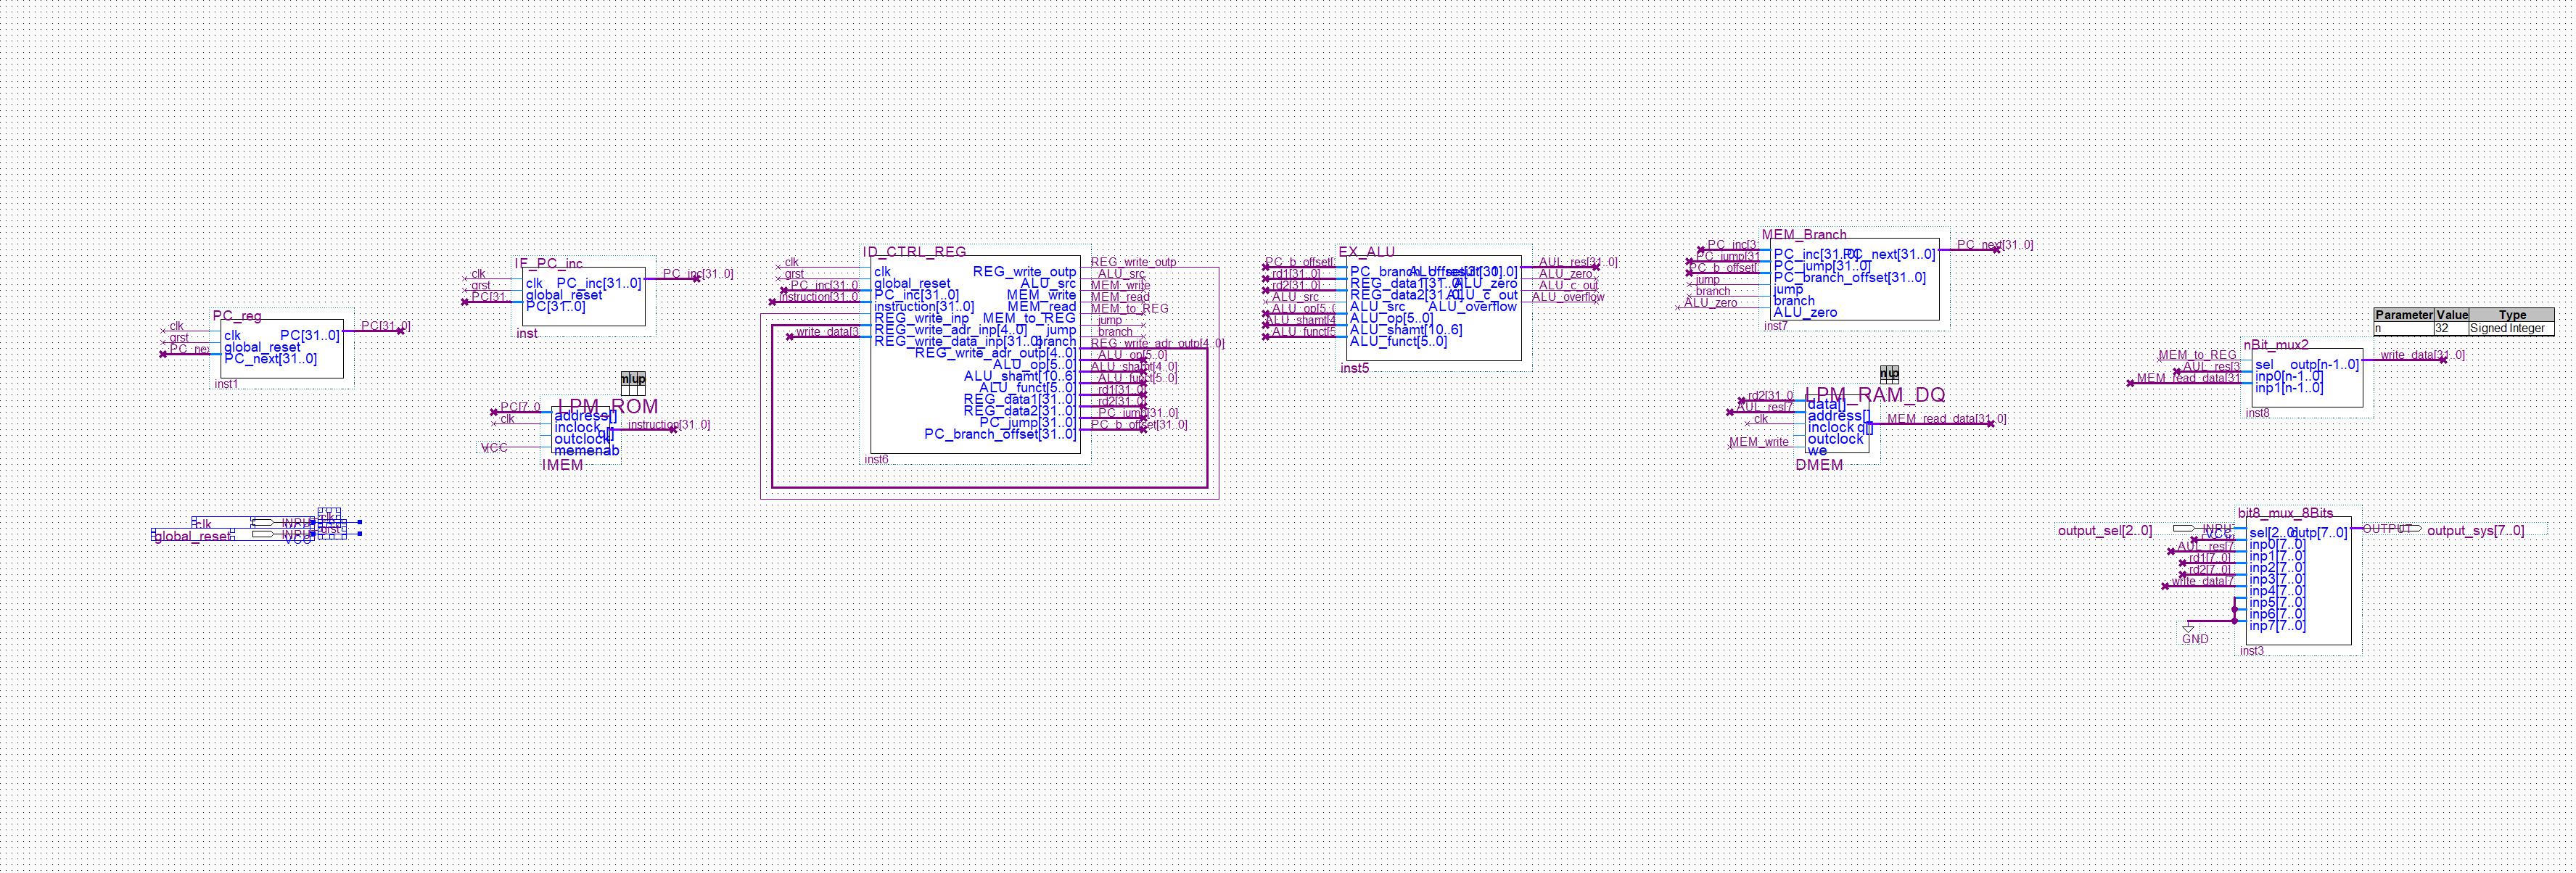 PC_reg
clk
grst
clk
global_reset
PC[31..0]
PC[31..0]
PC_next[31..0]
inst1
IF_PC_inc
clk
grst
PC[31
clk
PC_inc[31..0]
PC_inc[31..0]
global_reset
PC[31..0]
inst
LPM_ROM
PC[7..0
clk
VCC
address[]
inclock
q[]
instruction[31..0]
outclock
memenab
IMEM
clk
global_reset
clk
grst
VCC
ID_CTRL_REG
clk
grst
PC_inc[31..0
instruction[31..0
write_data[3
clk
global_reset
PC_inc[31..0]
instruction[31..0]
REG_write_inp
REG_write_adr_inp[4..0]
REG_write_data_inp[31..0]
REG_write_outp
ALU_src
MEM_write
MEM_read
MEM_to_REG
jump
branch
REG_write_adr_outp[4..0]
ALU_op[5..0]
ALU_shamt[10..6]
ALU_funct[5..0]
REG_data1[31..0]
REG_data2[31..0]
PC_jump[31..0]
PC_branch_offset[31..0]
REG_write_outp
ALU_src
MEM_write
MEM_read
MEM_to_REG
jump
branch
REG_write_adr_outp[4..0]
ALU_op[5..0]
ALU_shamt[4..0]
ALU_funct[5..0]
rd1[31..0]
rd2[31..0]
PC_jump[31..0]
PC_b_offset[31..0]
inst6
EX_ALU
PC_b_offset[
rd1[31..0]
rd2[31..0]
ALU_src
ALU_op[5..0
ALU_shamt[4
ALU_funct[5
REG_data1[31..0]
REG_data2[31..0]
ALU_src
ALU_op[5..0]
ALU_shamt[10..6]
ALU_funct[5..0]
ALU_zero
ALU_c_out
ALU_overflow
AUL_res[31..0]
ALU_zero
ALU_c_out
ALU_overflow
inst5
MEM_Branch
PC_inc[3
PC_jump[31
PC_b_offset[
jump
branch
ALU_zero
PC_inc[31..0]
PC_next[31..0]
PC_jump[31..0]
PC_branch_offset[31..0]
jump
branch
ALU_zero
PC_next[31..0]
inst7
LPM_RAM_DQ
rd2[31..0
AUL_res[7
clk
MEM_write
data[]
address[]
inclock
q[]
outclock
we
MEM_read_data[31..0]
DMEM
Parameter Value Type
n 32 Signed Integer
nBit_mux2
MEM_to_REG
AUL_res[3
MEM_read_data[31
sel
outp[n-1..0]
inp0[n-1..0]
inp1[n-1..0]
write_data[31..0]
inst8
bit8_mux_8Bits
output_sel[2..0]
VCC
AUL_res[7
rd1[7..0]
rd2[7..0]
write_data[7
sel[2..0]
outp[7..0]
inp0[7..0]
inp1[7..0]
inp2[7..0]
inp3[7..0]
inp4[7..0]
inp5[7..0]
inp6[7..0]
inp7[7..0]
OUTPUT
output_sys[7..0]
GND
inst3